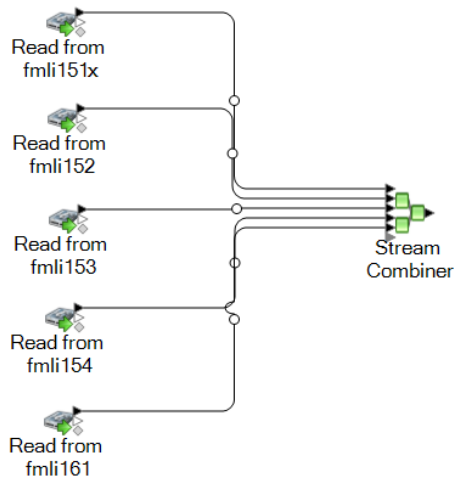 Read from
fmli151x
Read from
fmli152
Read from
fmli153
Stream
Combiner
Read from
fmli154
Read from
fmli161